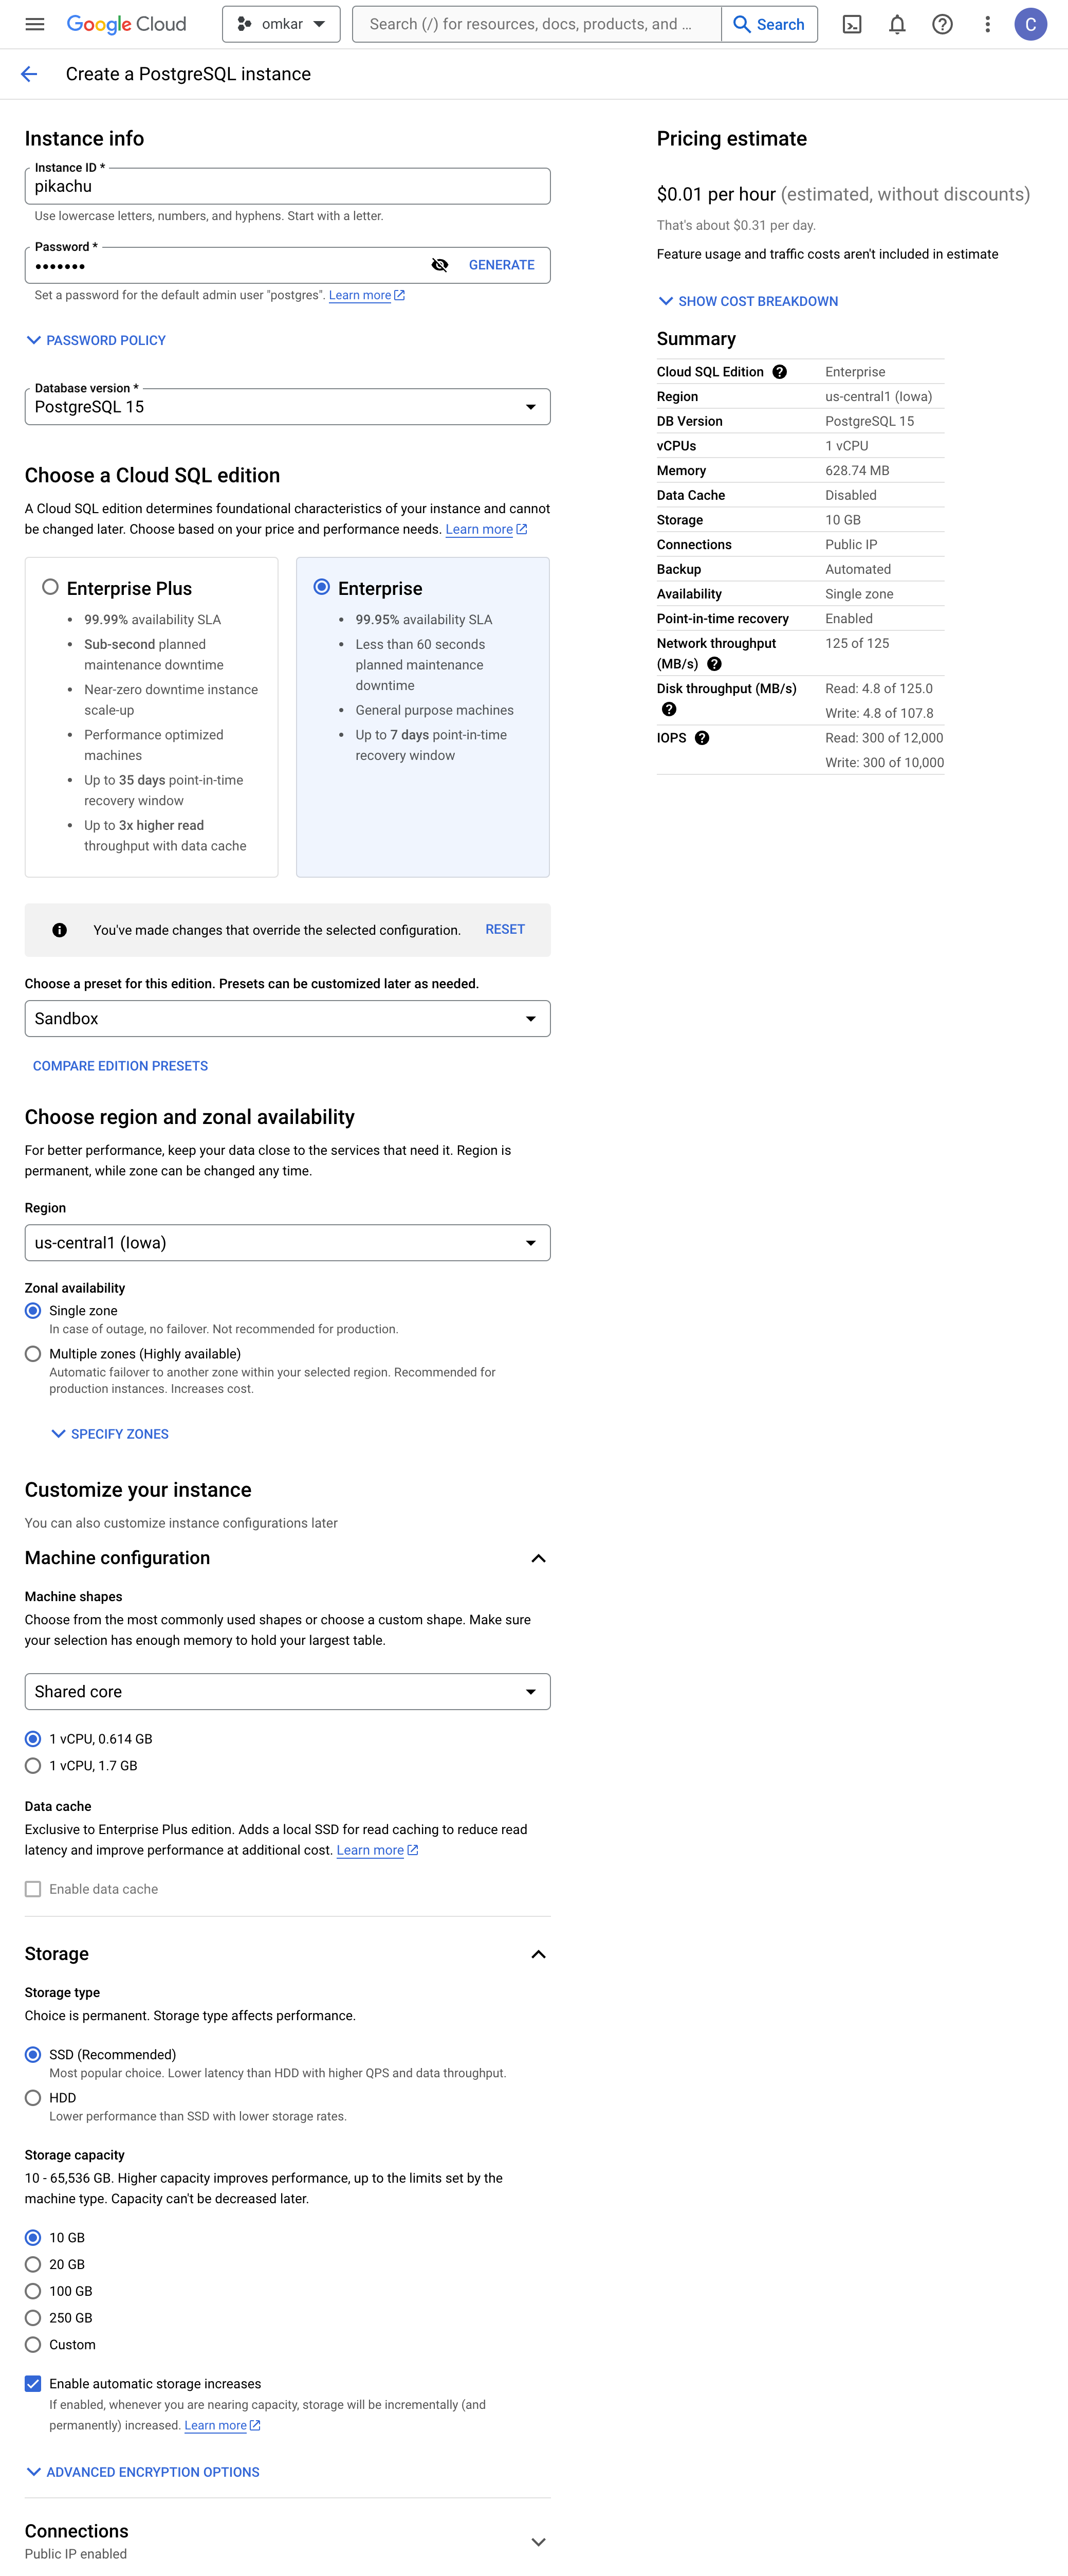 Google Cloud
omkar
Search (/) for resources, docs, products, and ...
Search
C
Create a PostgreSQL instance
Instance info
Instance ID *
pikachu
Use lowercase letters, numbers, and hyphens. Start with a letter.
Password *
•••••••
GENERATE
Set a password for the default admin user "postgres". Learn more
PASSWORD POLICY
Database version *
PostgreSQL 15
Choose a Cloud SQL edition
A Cloud SQL edition determines foundational characteristics of your instance and cannot
be changed later. Choose based on your price and performance needs. Learn more
Enterprise Plus
• 99.99% availability SLA
• Sub-second planned
maintenance downtime
• Near-zero downtime instance
scale-up
• Performance optimized
machines
• Up to 35 days point-in-time
recovery window
• Up to 3x higher read
throughput with data cache
Enterprise
• 99.95% availability SLA
• Less than 60 seconds
planned maintenance
downtime
• General purpose machines
• Up to 7 days point-in-time
recovery window
You've made changes that override the selected configuration.
RESET
Choose a preset for this edition. Presets can be customized later as needed.
Sandbox
COMPARE EDITION PRESETS
Choose region and zonal availability
For better performance, keep your data close to the services that need it. Region is
permanent, while zone can be changed any time.
Region
us-central1 (Iowa)
Zonal availability
Single zone
In case of outage, no failover. Not recommended for production.
Multiple zones (Highly available)
Automatic failover to another zone within your selected region. Recommended for
production instances. Increases cost.
SPECIFY ZONES
Customize your instance
You can also customize instance configurations later
Machine configuration
Machine shapes
Choose from the most commonly used shapes or choose a custom shape. Make sure
your selection has enough memory to hold your largest table.
Shared core
1 vCPU, 0.614 GB
1 vCPU, 1.7 GB
Data cache
Exclusive to Enterprise Plus edition. Adds a local SSD for read caching to reduce read
latency and improve performance at additional cost. Learn more
Enable data cache
Storage
Storage type
Choice is permanent. Storage type affects performance.
SSD (Recommended)
Most popular choice. Lower latency than HDD with higher QPS and data throughput.
HDD
Lower performance than SSD with lower storage rates.
Storage capacity
10 - 65,536 GB. Higher capacity improves performance, up to the limits set by the
machine type. Capacity can't be decreased later.
10 GB
20 GB
100 GB
250 GB
Custom
Enable automatic storage increases
If enabled, whenever you are nearing capacity, storage will be incrementally (and
permanently) increased. Learn more
ADVANCED ENCRYPTION OPTIONS
Connections
Public IP enabled
Pricing estimate
$0.01 per hour (estimated, without discounts)
That's about $0.31 per day.
Feature usage and traffic costs aren't included in estimate
SHOW COST BREAKDOWN
Summary
Cloud SQL Edition Enterprise
Region us-central1 (Iowa)
DB Version PostgreSQL 15
vCPUs 1 vCPU
Memory 628.74 MB
Data Cache Disabled
Storage 10 GB
Connections Public IP
Backup Automated
Availability Single zone
Point-in-time recovery Enabled
Network throughput 125 of 125
(MB/s)
Disk throughput (MB/s) Read: 4.8 of 125.0
Write: 4.8 of 107.8
IOPS Read: 300 of 12,000
Write: 300 of 10,000